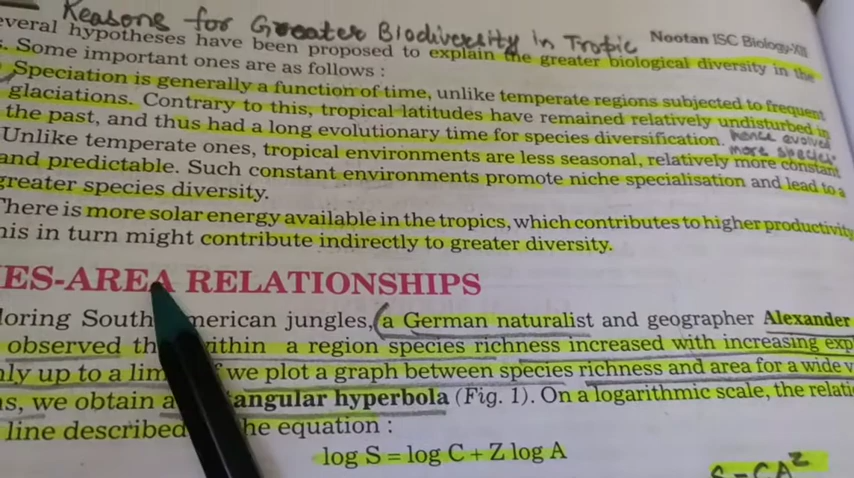 Reasons for Greater Biodiversity in Tropic
Nootan ISC Biology-XII
everal hypotheses have been proposed to explain the greater biological diversity in the
s. Some important ones are as follows :
Speciation is generally a function of time, unlike temperate regions subjected to frequent
glaciations. Contrary to this, tropical latitudes have remained relatively undisturbed in
the past, and thus had a long evolutionary time for species diversification. hence evolved
more species
Unlike temperate ones, tropical environments are less seasonal, relatively more constant
and predictable. Such constant environments promote niche specialisation and lead to a
greater species diversity.
There is more solar energy available in the tropics, which contributes to higher productivity
his in turn might contribute indirectly to greater diversity.
ES-AREA RELATIONSHIPS
loring South American jungles, (a German naturalist and geographer Alexander
observed th within a region species richness increased with increasing exp
nly up to a lim f we plot a graph between species richness and area for a wide v
ns, we obtain a angular hyperbola (Fig. 1). On a logarithmic scale, the relati
line described he equation :
log S = log C + Z log A
S = CA^Z